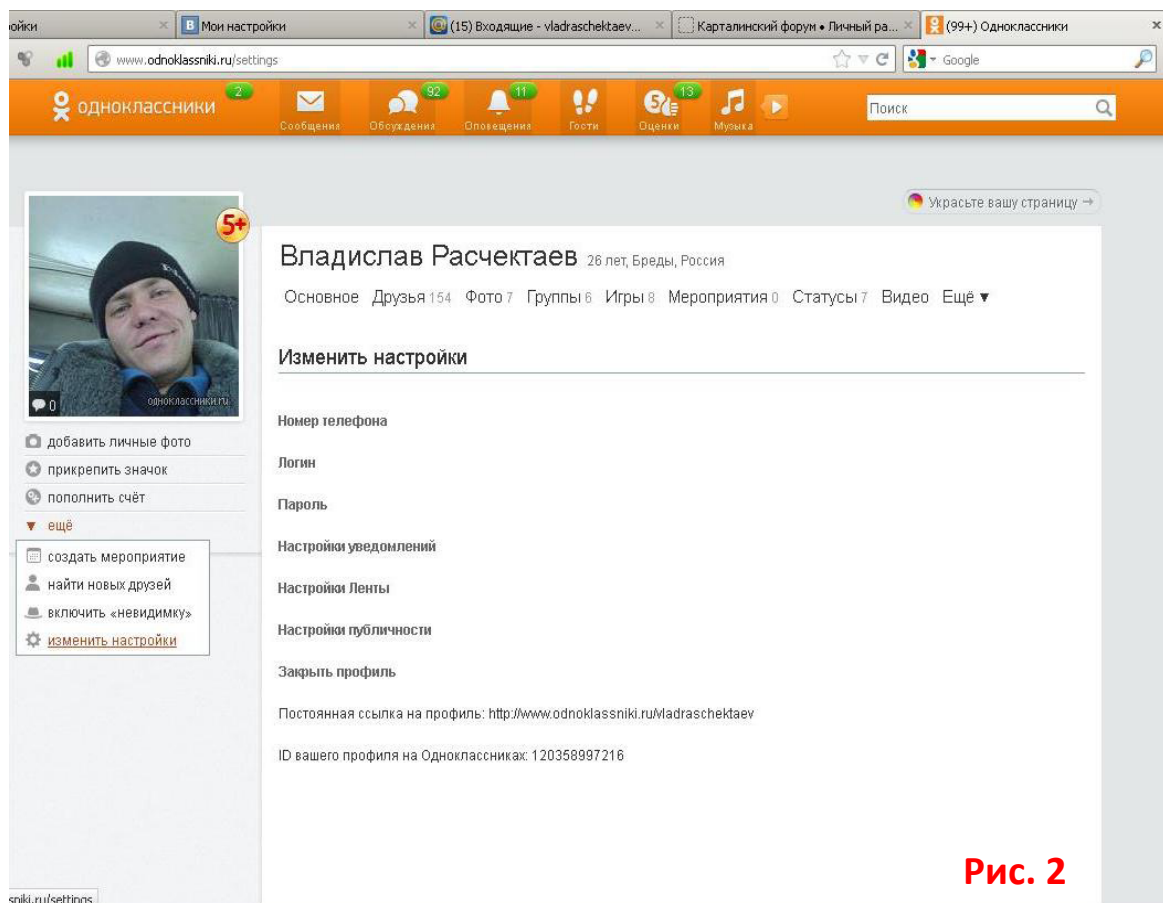 ойки
Мои настройки
(15) Входящие - vladraschektaev...
Карталинский форум • Личный ра...
(99+) Одноклассники
www.odnoklassniki.ru/settings
Google
одноклассники 2
Сообщения
Обсуждения 92
Оповещения 11
Гости
Оценки 13
Музыка
Поиск
Украсьте вашу страницу →
5+
0
одноклассники.ru
Владислав Расчектаев 26 лет, Бреды, Россия
Основное Друзья 154 Фото 7 Группы 6 Игры 8 Мероприятия 0 Статусы 7 Видео Ещё ▼
Изменить настройки
добавить личные фото
прикрепить значок
пополнить счёт
▼ ещё
создать мероприятие
найти новых друзей
включить «невидимку»
изменить настройки
Номер телефона
Логин
Пароль
Настройки уведомлений
Настройки Ленты
Настройки публичности
Закрыть профиль
Постоянная ссылка на профиль: http://www.odnoklassniki.ru/vladraschektaev
ID вашего профиля на Одноклассниках: 120358997216
Рис. 2
sniki.ru/settings